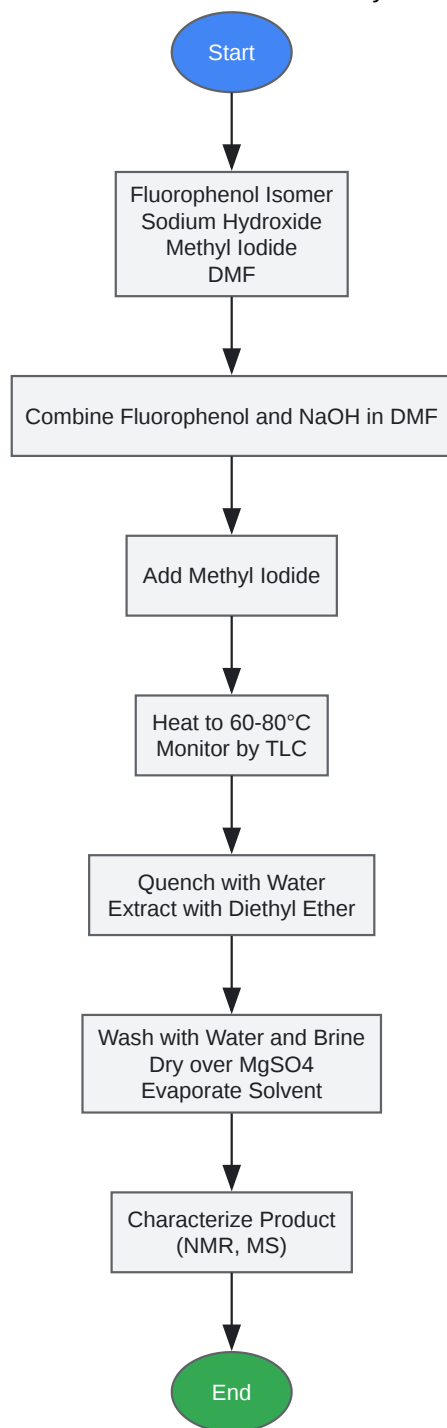 Start
Fluorophenol Isomer
Sodium Hydroxide
Methyl Iodide
DMF
Combine Fluorophenol and NaOH in DMF
Add Methyl Iodide
Heat to 60-80°C
Monitor by TLC
Quench with Water
Extract with Diethyl Ether
Wash with Water and Brine
Dry over MgSO4
Evaporate Solvent
Characterize Product
(NMR, MS)
End